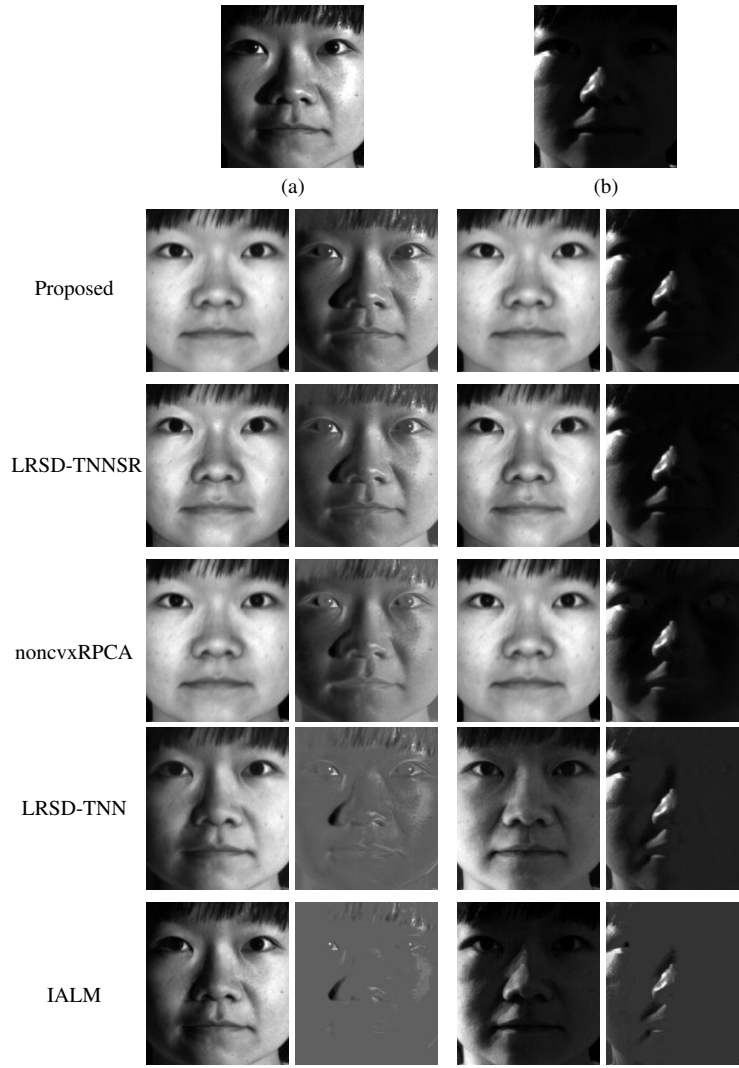 (a)
(b)
Proposed
LRSD-TNNSR
noncvxRPCA
LRSD-TNN
IALM